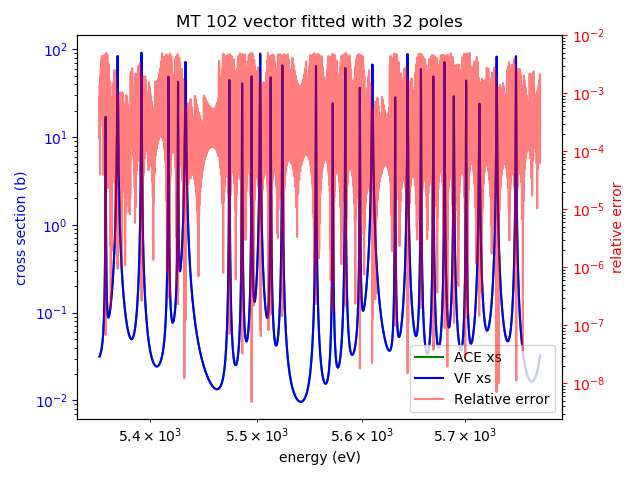 MT 102 vector fitted with 32 poles
10²
10¹
10⁰
10⁻¹
10⁻²
cross section (b)
10⁻²
10⁻³
10⁻⁴
10⁻⁵
10⁻⁶
10⁻⁷
10⁻⁸
relative error
ACE xs
VF xs
Relative error
5.4 × 10³ 5.5 × 10³ 5.6 × 10³ 5.7 × 10³
energy (eV)